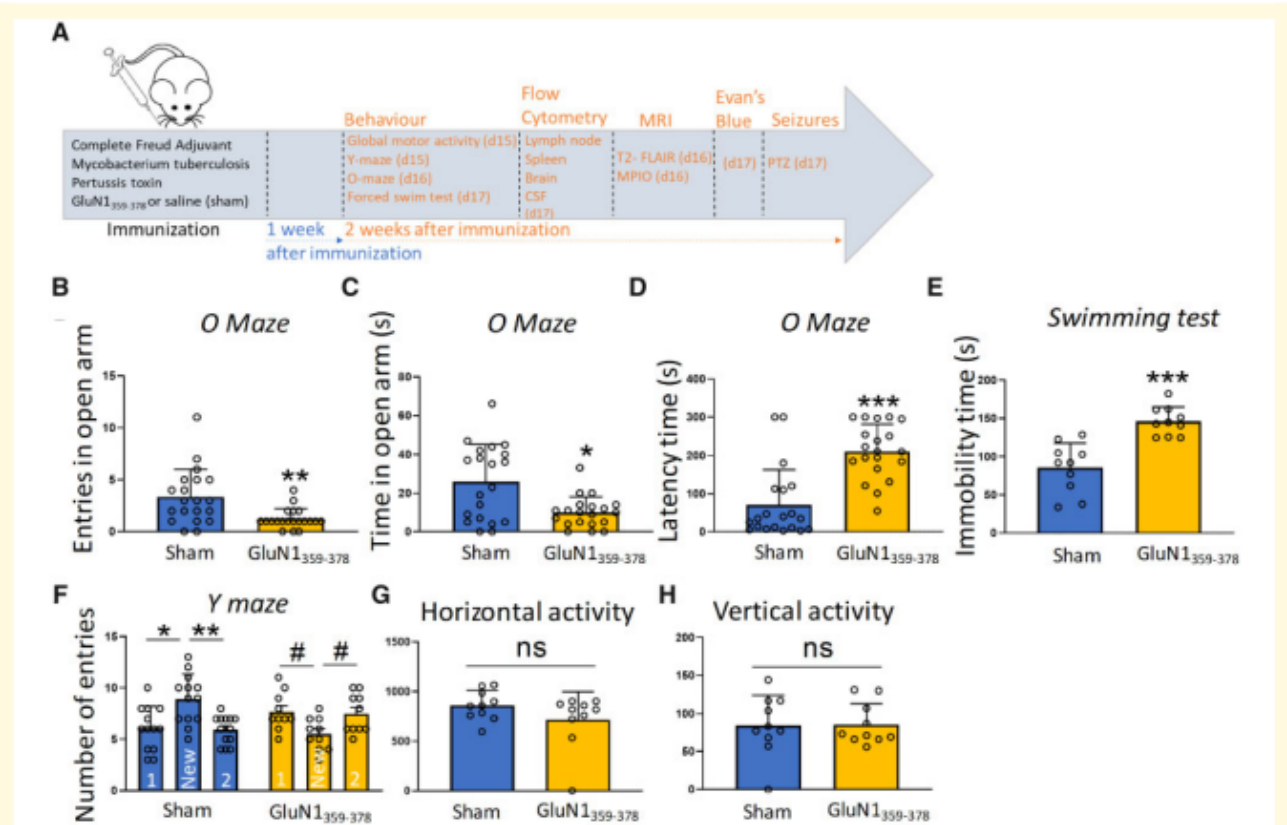 A
Flow
Cytometry
Evan's
Blue
Behaviour
MRI
Seizures
Complete Freud Adjuvant
Mycobacterium tuberculosis
Pertussis toxin
GluN1359-378 or saline (sham)
Global motor activity (d15)
Y-maze (d15)
O-maze (d16)
Forced swim test (d17)
Lymph node
Spleen
Brain
CSF
(d17)
T2- FLAIR (d16)
MPIO (d16)
(d17)
PTZ (d17)
Immunization
1 week
after immunization
2 weeks after immunization
B
O Maze
Entries in open arm
15
10
5
0
**
Sham
GluN1359-378
C
O Maze
Time in open arm (s)
80
60
40
20
0
*
Sham
GluN1359-378
D
O Maze
Latency time (s)
400
300
200
100
0
***
Sham
GluN1359-378
E
Swimming test
Immobility time (s)
200
150
100
50
0
***
Sham
GluN1359-378
F
Y maze
Number of entries
15
10
5
0
* **
# #
1 New 2
1 New 2
Sham
GluN1359-378
G
Horizontal activity
1500
1000
500
0
ns
Sham
GluN1359-378
H
Vertical activity
200
150
100
50
0
ns
Sham
GluN1359-378